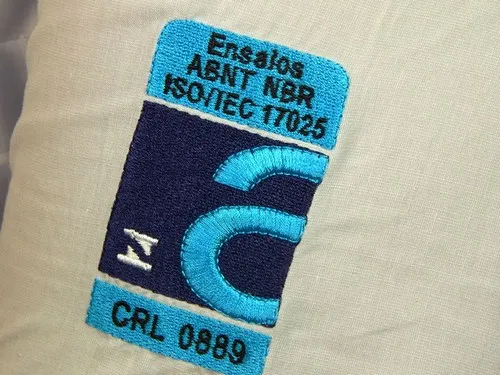 Ensaios
ABNT NBR
ISO/IEC 17025
CRL 0889